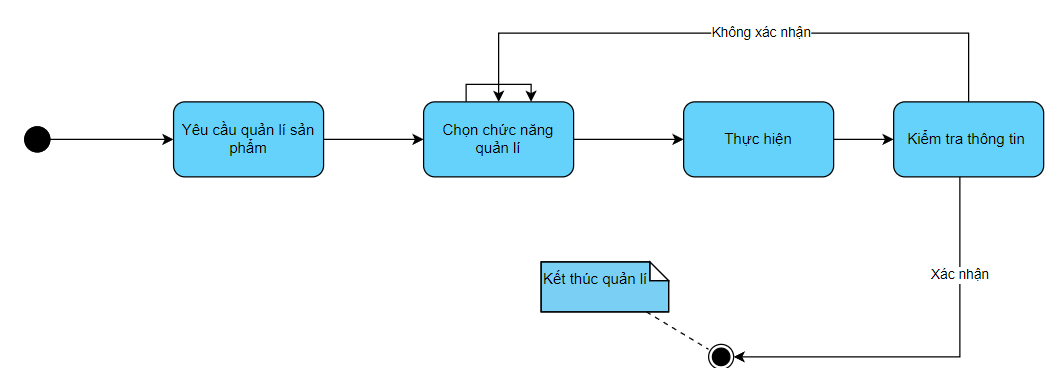 Không xác nhận
Yêu cầu quản lí sản
phẩm
Chọn chức năng
quản lí
Thực hiện
Kiểm tra thông tin
Kết thúc quản lí
Xác nhận